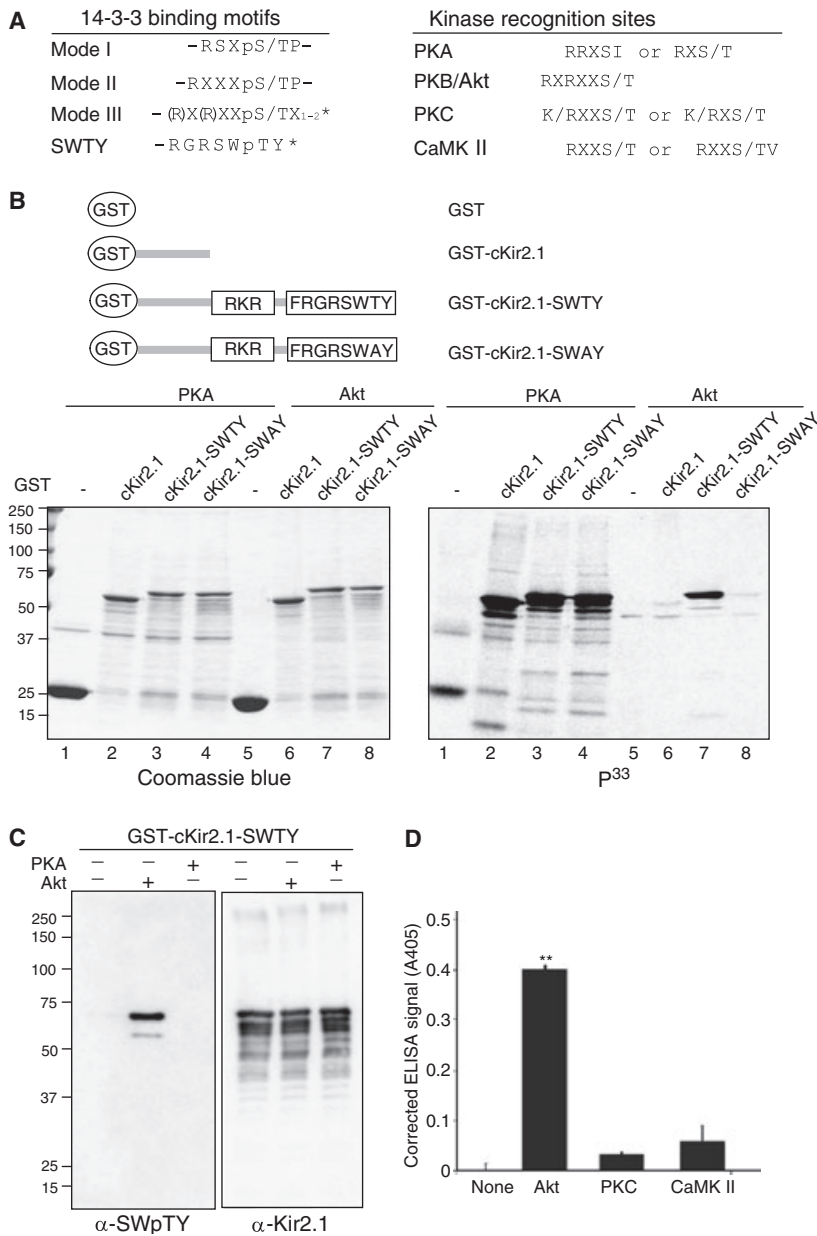 A
14-3-3 binding motifs
Mode I –RSXpS/TP–
Mode II –RXXXpS/TP–
Mode III – (R)X(R)XXpS/TX1-2*
SWTY –RGRSWpTY*
Kinase recognition sites
PKA RRXSI or RXS/T
PKB/Akt RXRXXS/T
PKC K/RXXS/T or K/RXS/T
CaMK II RXXS/T or RXXS/TV
B
GST GST
GST GST-cKir2.1
GST RKR FRGRSWTY GST-cKir2.1-SWTY
GST RKR FRGRSWAY GST-cKir2.1-SWAY
PKA Akt PKA Akt
GST - cKir2.1 cKir2.1-SWTY cKir2.1-SWAY - cKir2.1 cKir2.1-SWTY cKir2.1-SWAY - cKir2.1 cKir2.1-SWTY cKir2.1-SWAY - cKir2.1 cKir2.1-SWTY cKir2.1-SWAY
250
150
100
75
50
37
25
15
1 2 3 4 5 6 7 8 1 2 3 4 5 6 7 8
Coomassie blue P33
C
GST-cKir2.1-SWTY
PKA – – + – – +
Akt – + – – + –
250
150
100
75
50
37
25
15
α-SWpTY α-Kir2.1
D
Corrected ELISA signal (A405)
0.5
0.4
0.3
0.2
0.1
0
**
None Akt PKC CaMK II